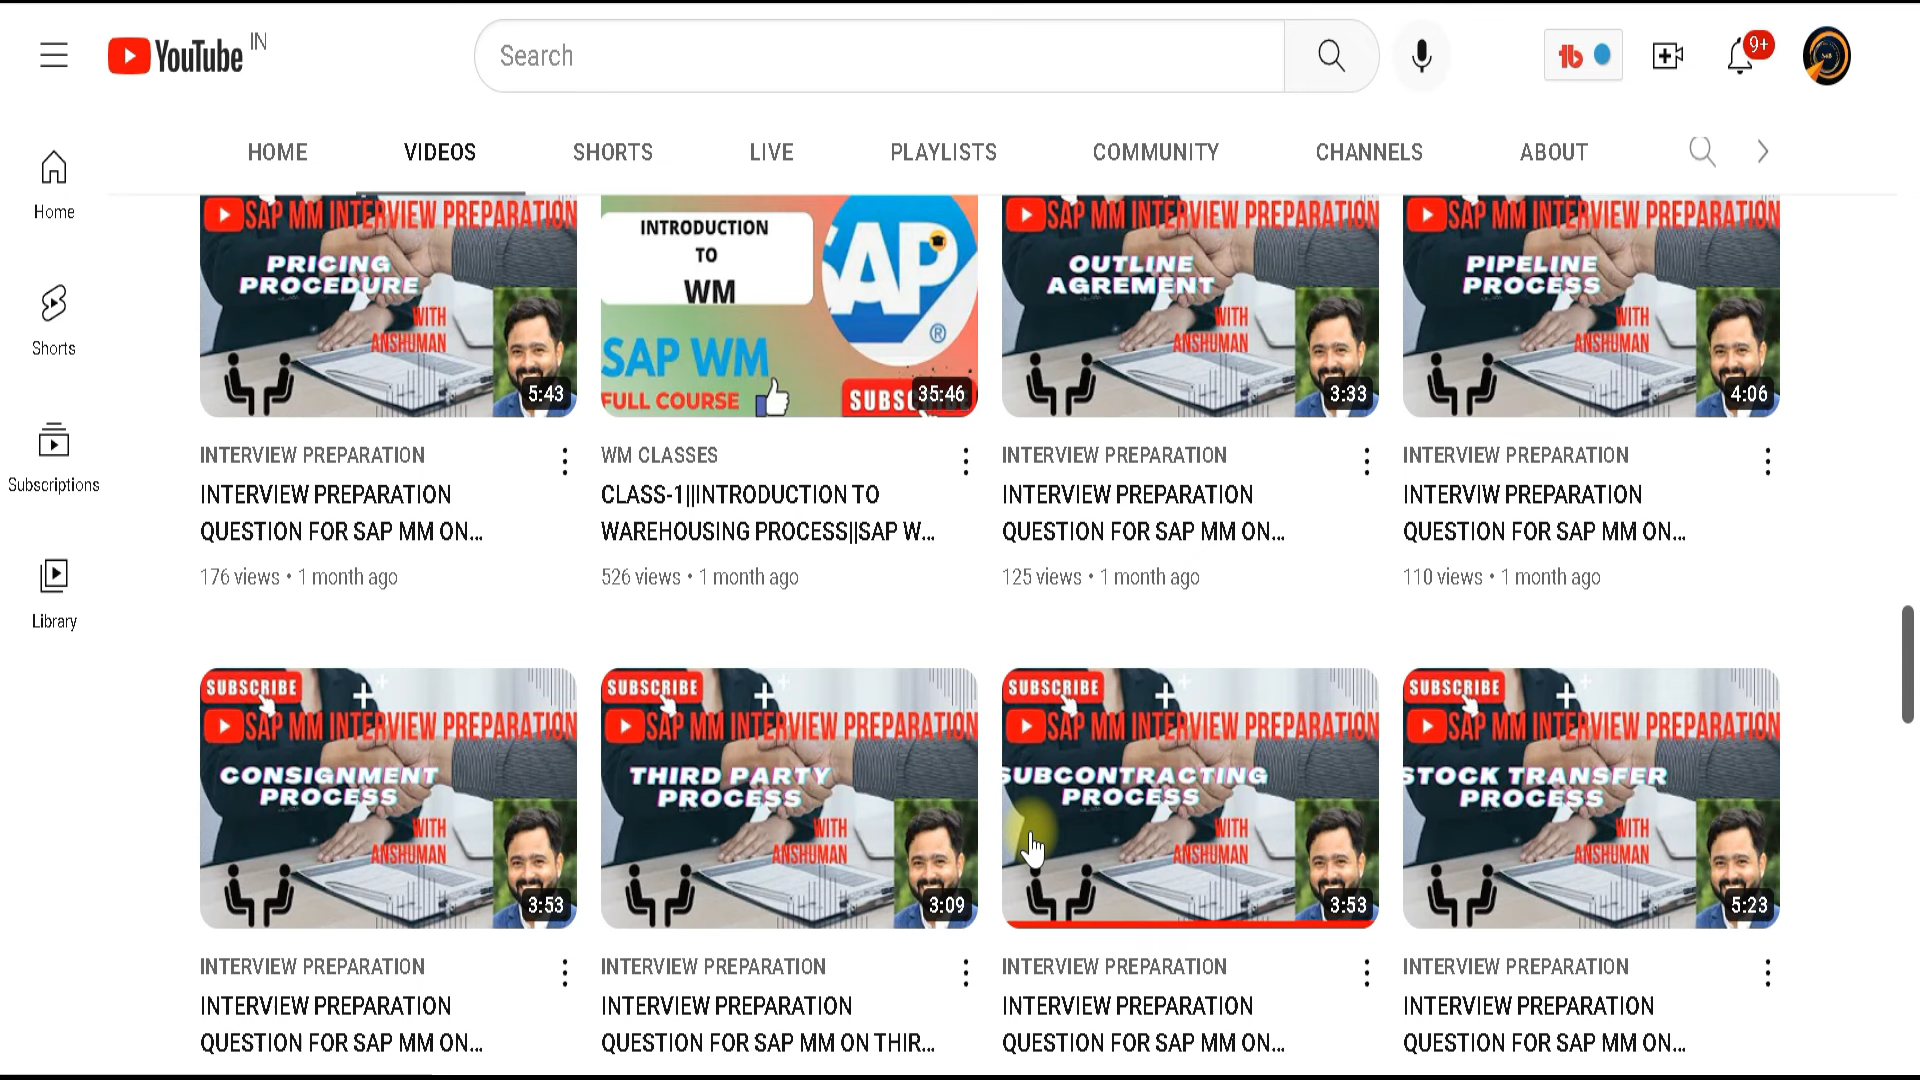 YouTube IN
Search
9+
HOME
VIDEOS
SHORTS
LIVE
PLAYLISTS
COMMUNITY
CHANNELS
ABOUT
Home
Shorts
Subscriptions
Library
SAP MM INTERVIEW PREPARATION
PRICING
PROCEDURE
WITH
ANSHUMAN
5:43
INTERVIEW PREPARATION
INTERVIEW PREPARATION
QUESTION FOR SAP MM ON...
176 views • 1 month ago
INTRODUCTION
TO
WM
SAP
®
SAP WM
FULL COURSE
35:46
WM CLASSES
CLASS-1||INTRODUCTION TO
WAREHOUSING PROCESS||SAP W...
526 views • 1 month ago
SAP MM INTERVIEW PREPARATION
OUTLINE
AGREMENT
WITH
ANSHUMAN
3:33
INTERVIEW PREPARATION
INTERVIEW PREPARATION
QUESTION FOR SAP MM ON...
125 views • 1 month ago
SAP MM INTERVIEW PREPARATION
PIPELINE
PROCESS
WITH
ANSHUMAN
4:06
INTERVIEW PREPARATION
INTERVIW PREPARATION
QUESTION FOR SAP MM ON...
110 views • 1 month ago
SUBSCRIBE
SAP MM INTERVIEW PREPARATION
CONSIGNMENT
PROCESS
WITH
ANSHUMAN
3:53
INTERVIEW PREPARATION
INTERVIEW PREPARATION
QUESTION FOR SAP MM ON...
SUBSCRIBE
SAP MM INTERVIEW PREPARATION
THIRD PARTY
PROCESS
WITH
ANSHUMAN
3:09
INTERVIEW PREPARATION
INTERVIEW PREPARATION
QUESTION FOR SAP MM ON THIR...
SUBSCRIBE
SAP MM INTERVIEW PREPARATION
SUBCONTRACTING
PROCESS
WITH
ANSHUMAN
3:53
INTERVIEW PREPARATION
INTERVIEW PREPARATION
QUESTION FOR SAP MM ON...
SUBSCRIBE
SAP MM INTERVIEW PREPARATION
STOCK TRANSFER
PROCESS
WITH
ANSHUMAN
5:23
INTERVIEW PREPARATION
INTERVIEW PREPARATION
QUESTION FOR SAP MM ON...